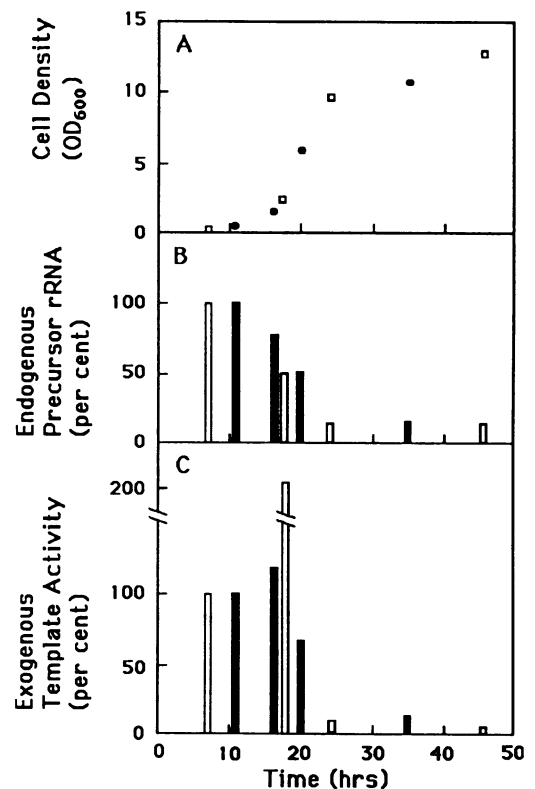 A
Cell Density
(OD600)
15
10
5
0
B
Endogenous
Precursor rRNA
(per cent)
100
50
0
C
Exogenous
Template Activity
(per cent)
200
100
50
0
0 10 20 30 40 50
Time (hrs)